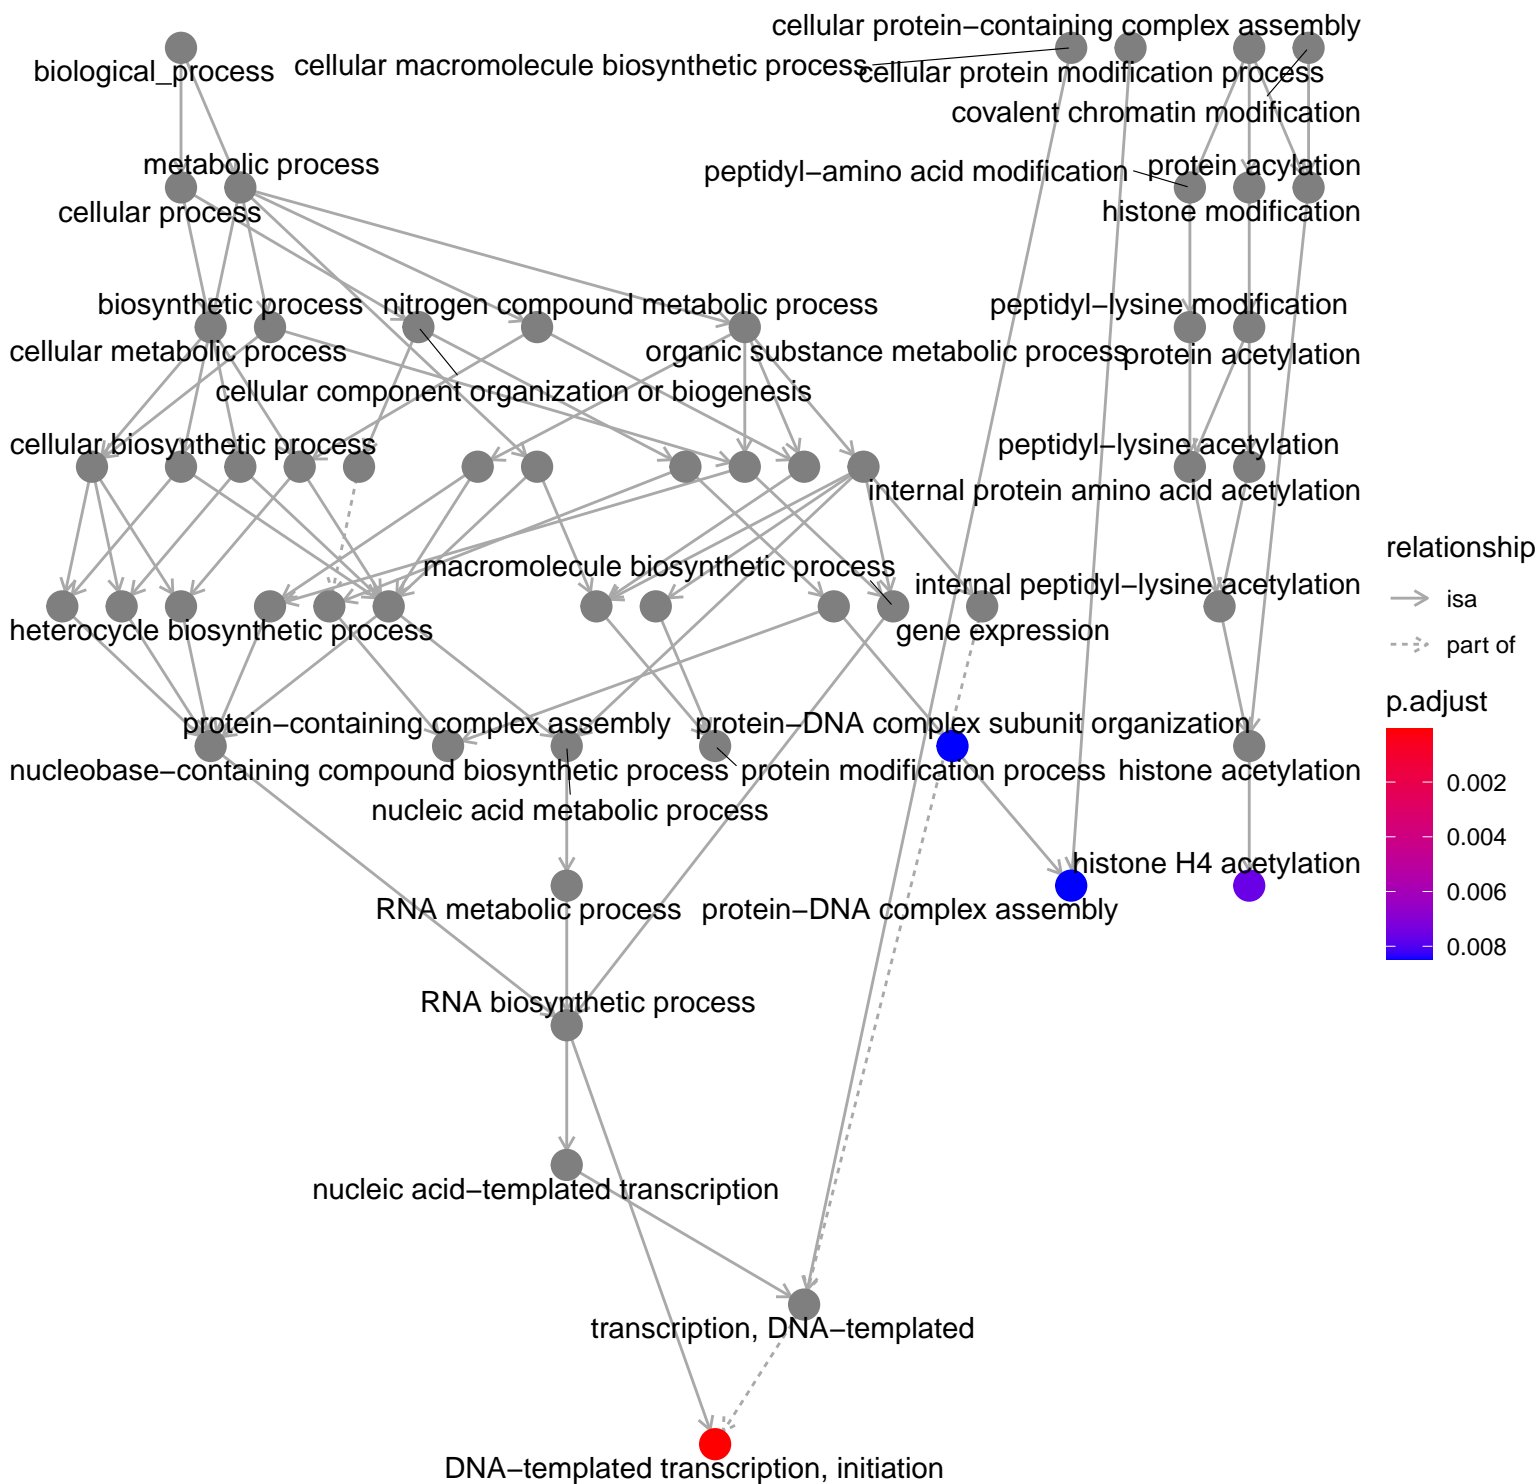 cellular protein−containing complex assembly
biological_process
cellular macromolecule biosynthetic process
cellular protein modification process
covalent chromatin modification
metabolic process
peptidyl−amino acid modification
protein acylation
cellular process
histone modification
biosynthetic process
nitrogen compound metabolic process
peptidyl−lysine modification
cellular metabolic process
organic substance metabolic process
protein acetylation
cellular component organization or biogenesis
cellular biosynthetic process
peptidyl−lysine acetylation
internal protein amino acid acetylation
macromolecule biosynthetic process
internal peptidyl−lysine acetylation
heterocycle biosynthetic process
gene expression
protein−containing complex assembly
protein−DNA complex subunit organization
nucleobase−containing compound biosynthetic process
protein modification process
histone acetylation
nucleic acid metabolic process
histone H4 acetylation
RNA metabolic process
protein−DNA complex assembly
RNA biosynthetic process
nucleic acid−templated transcription
transcription, DNA−templated
DNA−templated transcription, initiation
relationship
isa
part of
p.adjust
0.002
0.004
0.006
0.008